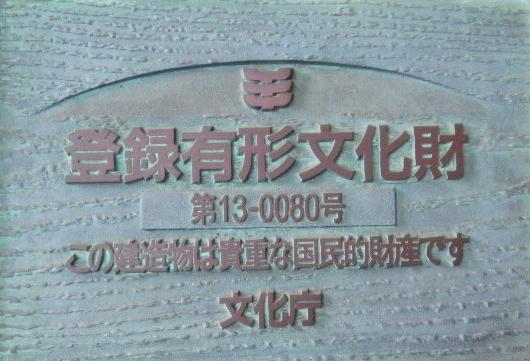 登録有形文化財
第13-0080号
この建造物は貴重な国民的財産です
文化庁